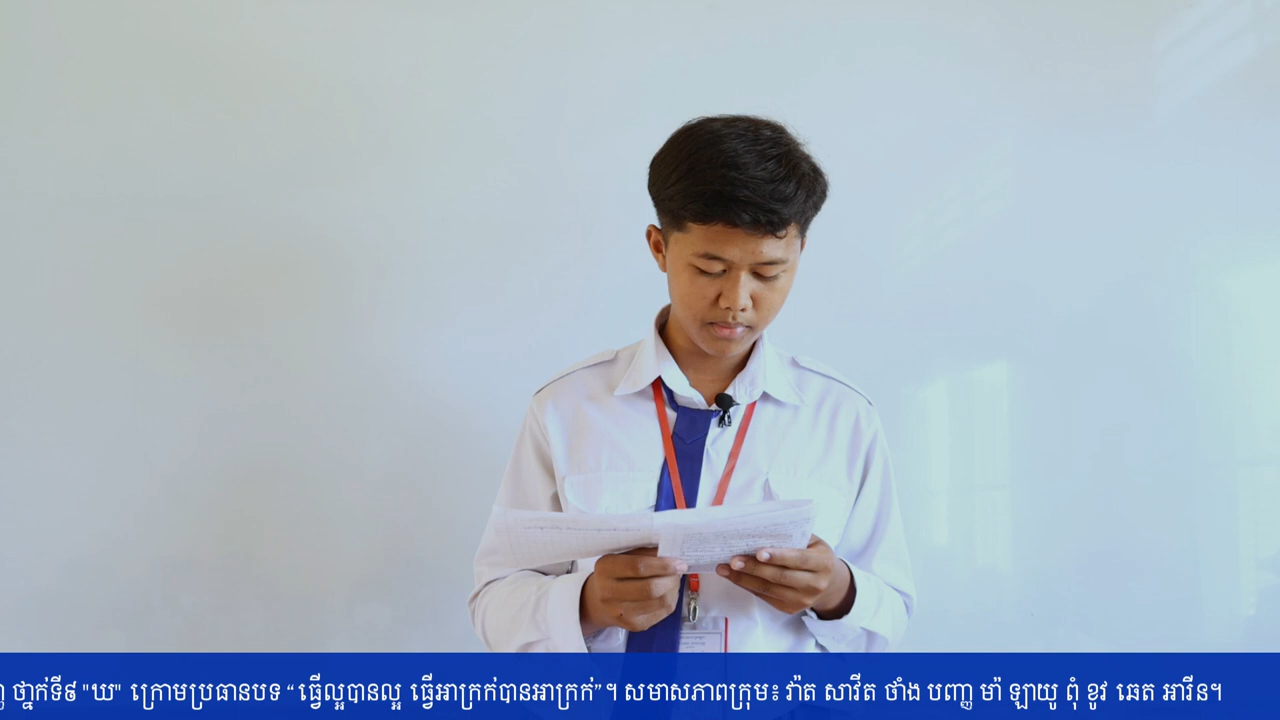 ថ្នាក់ទី៩ "ឃ" ក្រោមប្រធានបទ “ធ្វើល្អបានល្អ ធ្វើអាក្រក់បានអាក្រក់”។ សមាសភាពក្រុម៖ វ៉ាត សាវីត ថាំង បញ្ញា ម៉ា ឡាយូ ពុំ ខូវ ឆេត អារីន។